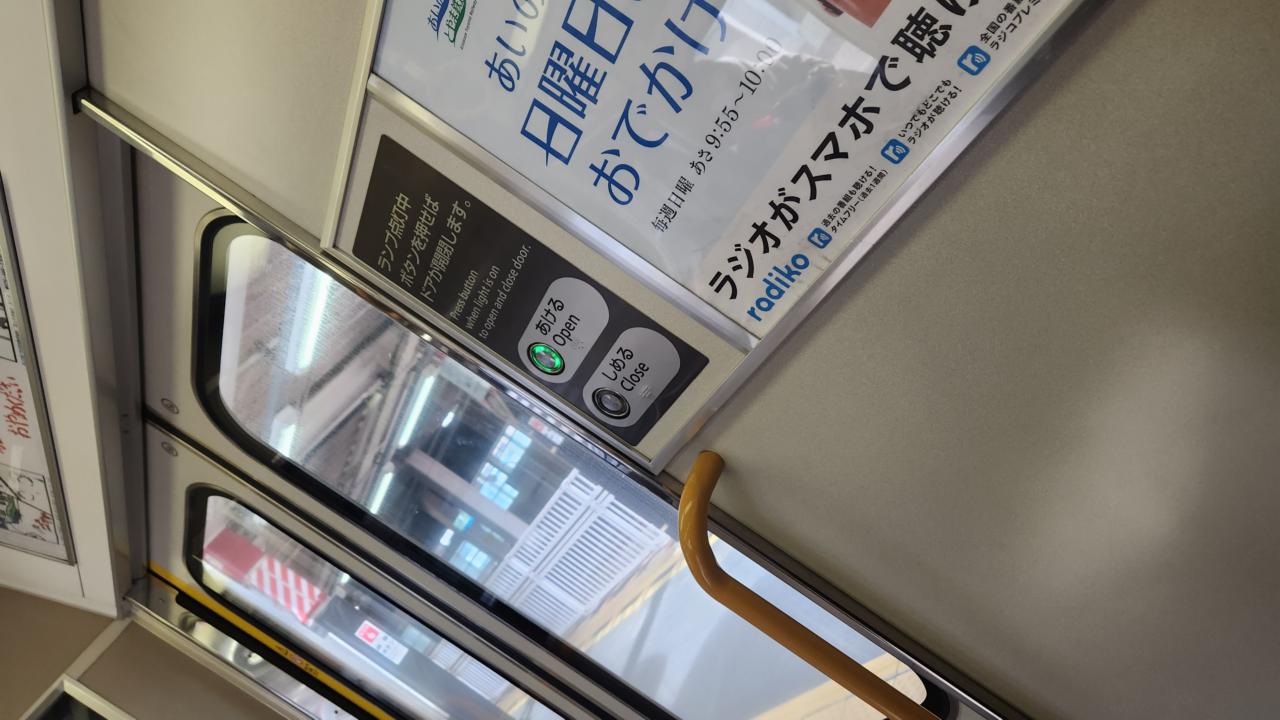 あいの
日曜日
おでかけ
毎週日曜 あさ9:55~10:00
ラジオがスマホで聴け
radiko
過去の番組も聴ける!
タイムフリー(過去1週間)
いつでもどこでも
ラジオが聴ける!
全国の番組
ラジコプレミ
ランプ点灯中
ボタンを押せば
ドアが開閉します。
Press button
when light is on
to open and close door.
あける
Open
しめる
Close